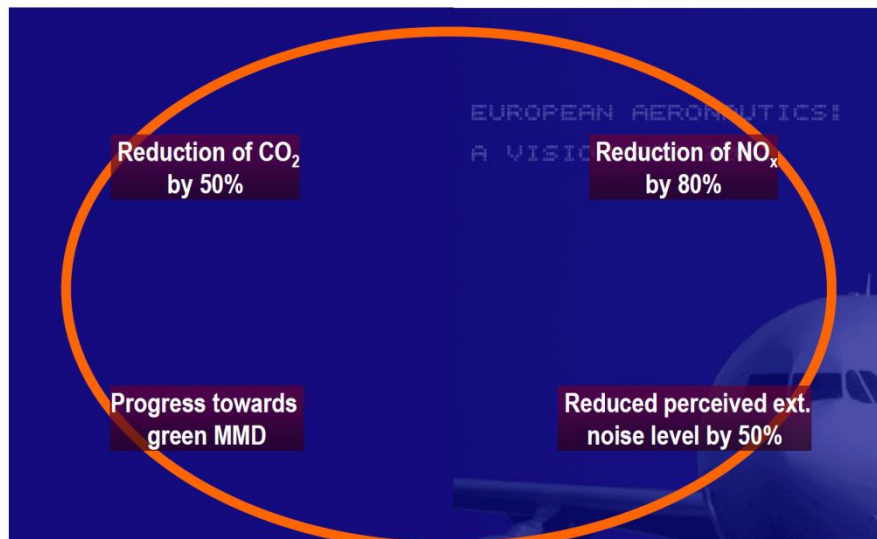 EUROPEAN AERONAUTICS:
A VISIO
Reduction of CO₂
by 50%
Reduction of NOₓ
by 80%
Progress towards
green MMD
Reduced perceived ext.
noise level by 50%